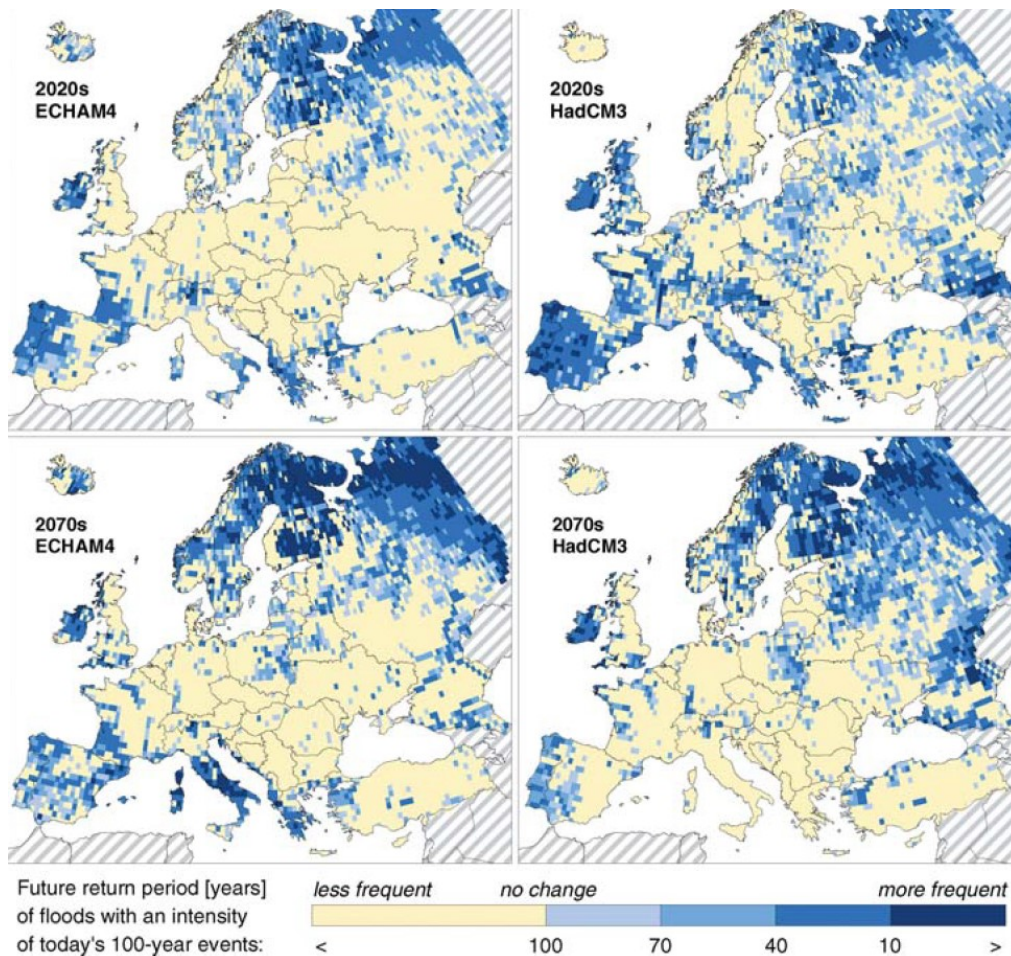 2020s
ECHAM4
2020s
HadCM3
2070s
ECHAM4
2070s
HadCM3
Future return period [years]
of floods with an intensity
of today's 100-year events:
less frequent no change more frequent
< 100 70 40 10 >